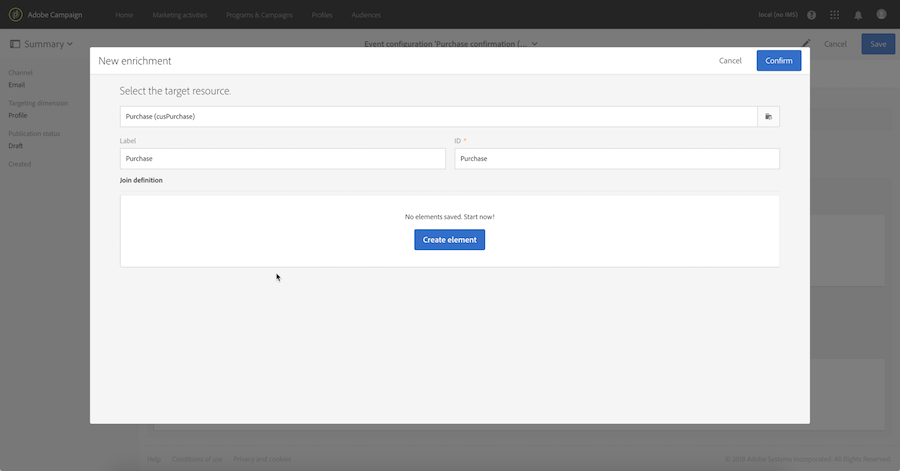 Adobe Campaign
Home
Marketing activities
Programs & Campaigns
Profiles
Audiences
local (no IMS)
Summary
Event configuration 'Purchase confirmation (...
Cancel
Save
Channel
Email
Targeting dimension
Profile
Publication status
Draft
Created
New enrichment
Cancel
Confirm
Select the target resource.
Purchase (cusPurchase)
Label
ID *
Purchase
Purchase
Join definition
No elements saved. Start now!
Create element
Help
Conditions of use
Privacy and cookies
© 2019 Adobe Systems Incorporated. All Rights Reserved.